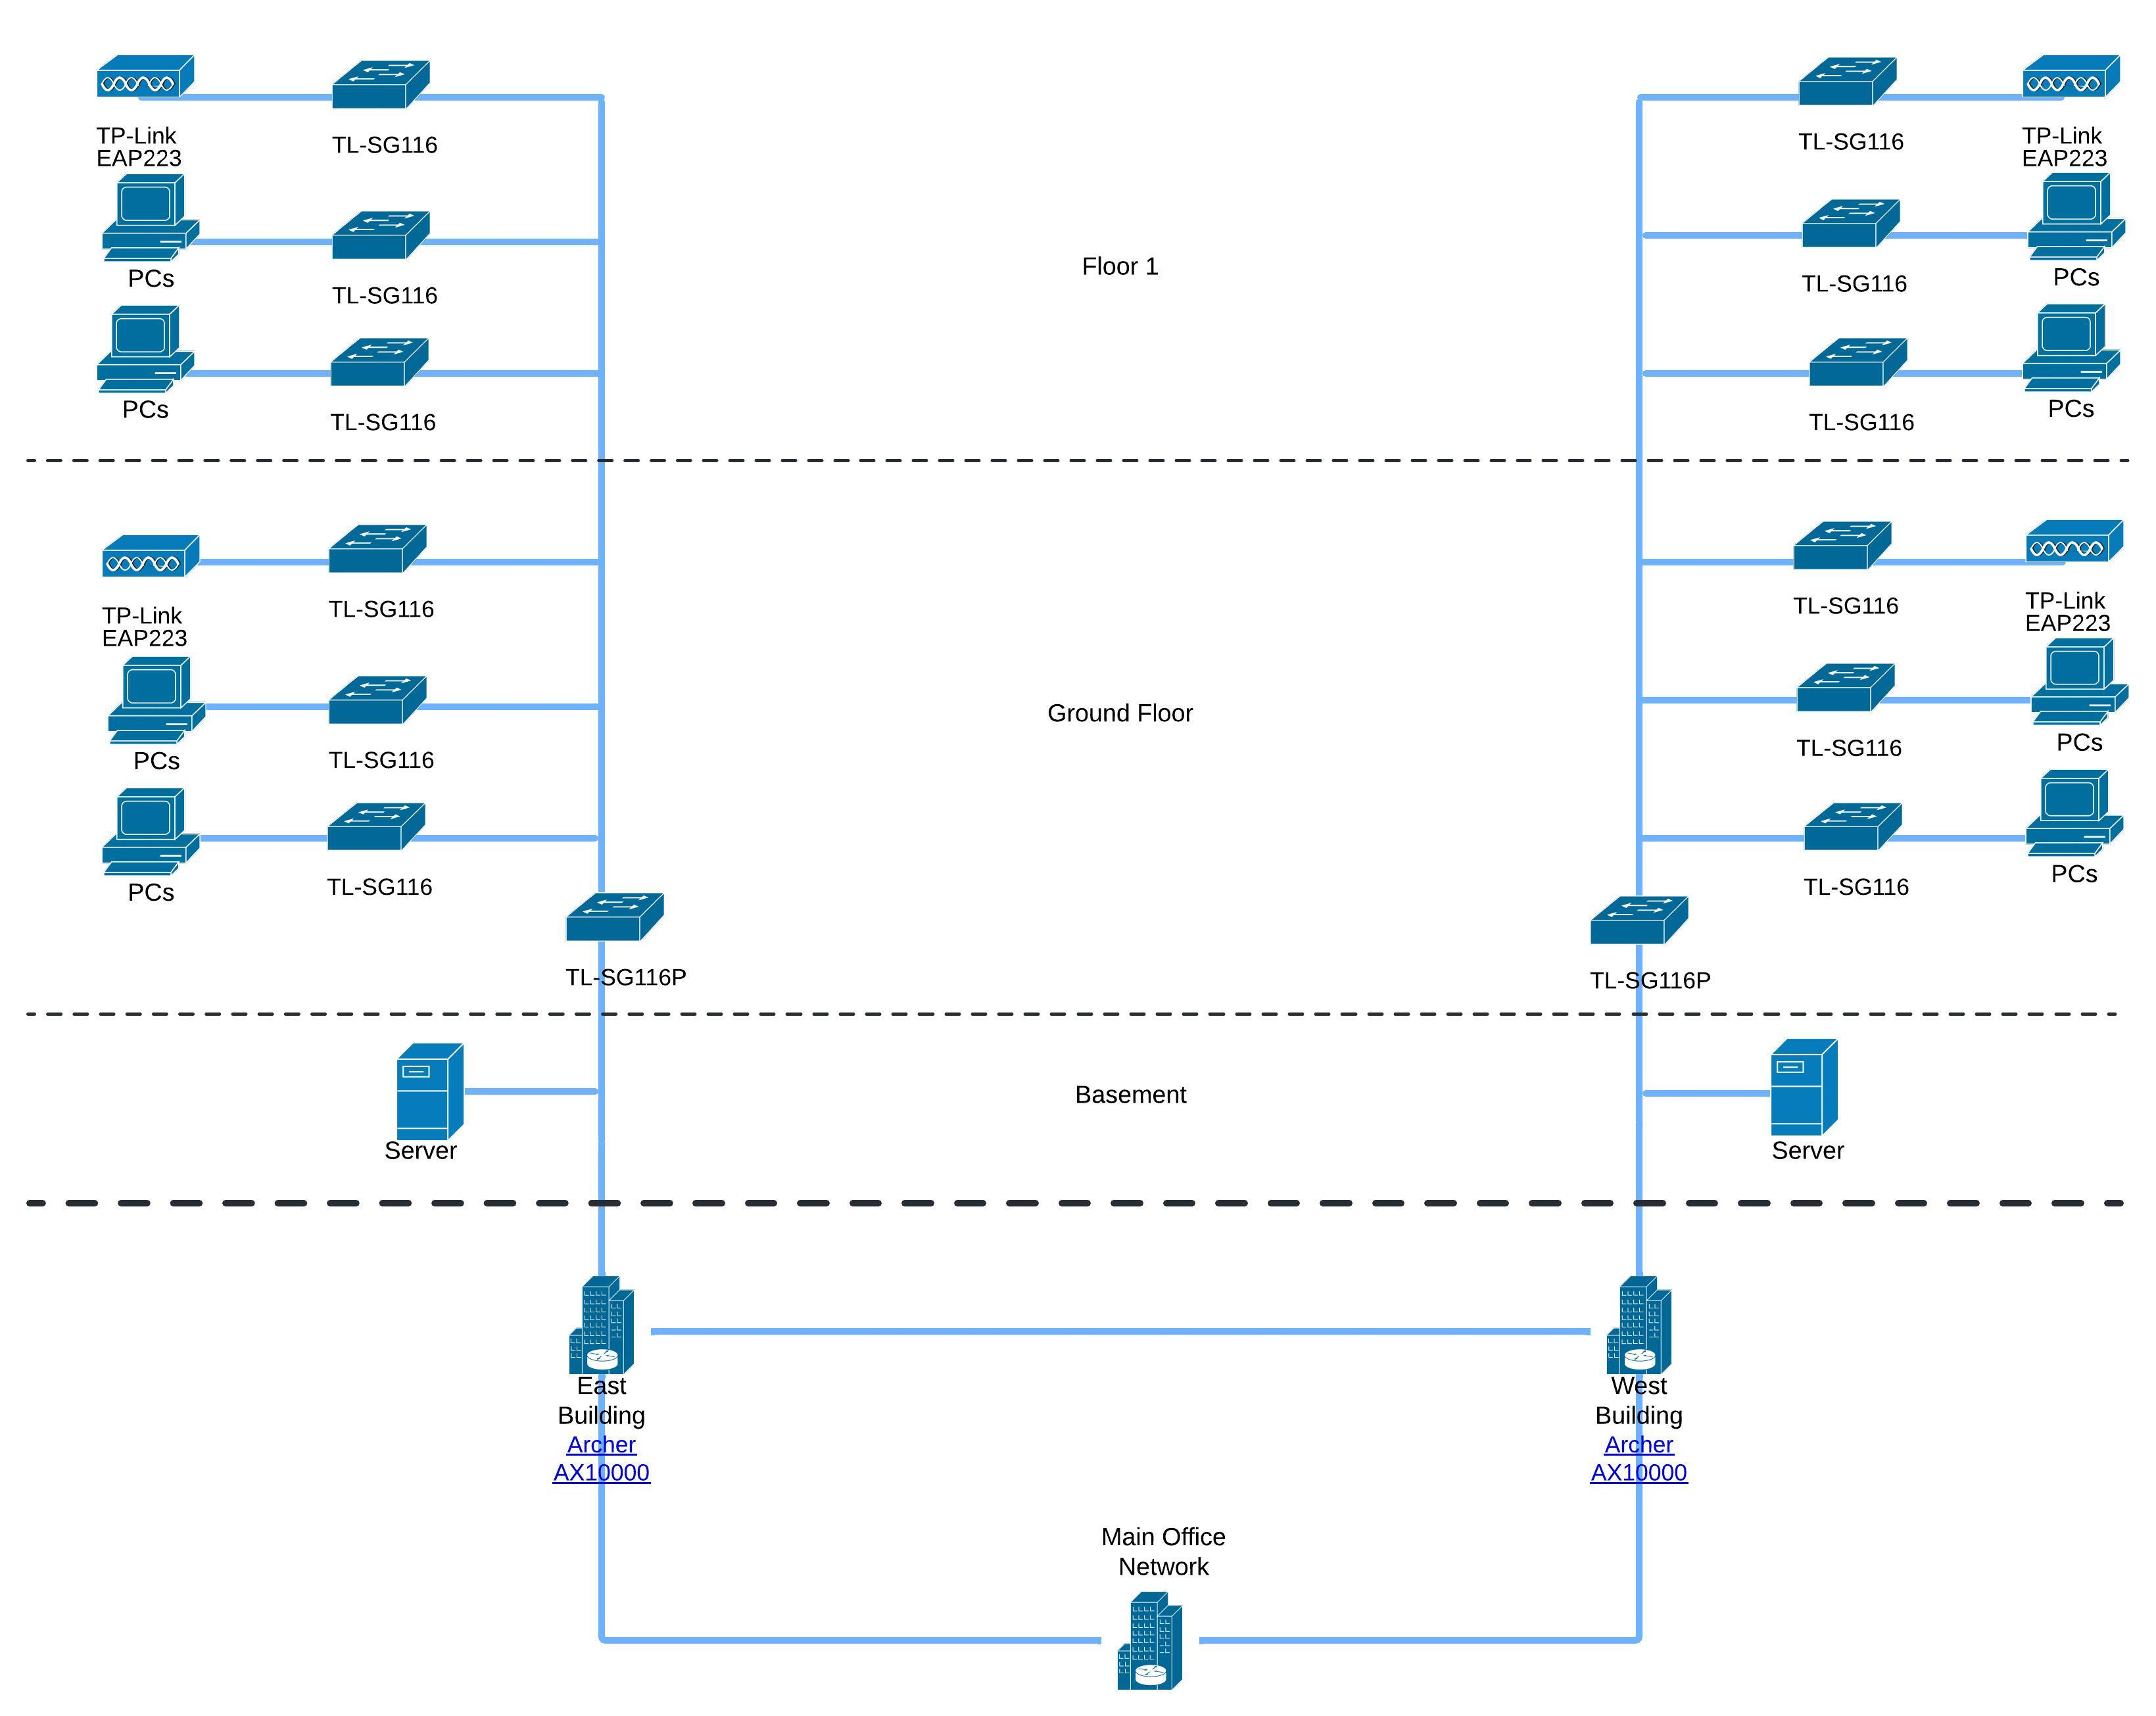 TL-SG116
TL-SG116
TP-Link
EAP223
TP-Link
EAP223
PCs
TL-SG116
Floor 1
TL-SG116
PCs
PCs
TL-SG116
TL-SG116
PCs
TP-Link
EAP223
TL-SG116
TL-SG116
TP-Link
EAP223
PCs
TL-SG116
Ground Floor
TL-SG116
PCs
PCs
TL-SG116
TL-SG116
PCs
TL-SG116P
TL-SG116P
Basement
Server
Server
East
Building
Archer
AX10000
West
Building
Archer
AX10000
Main Office
Network